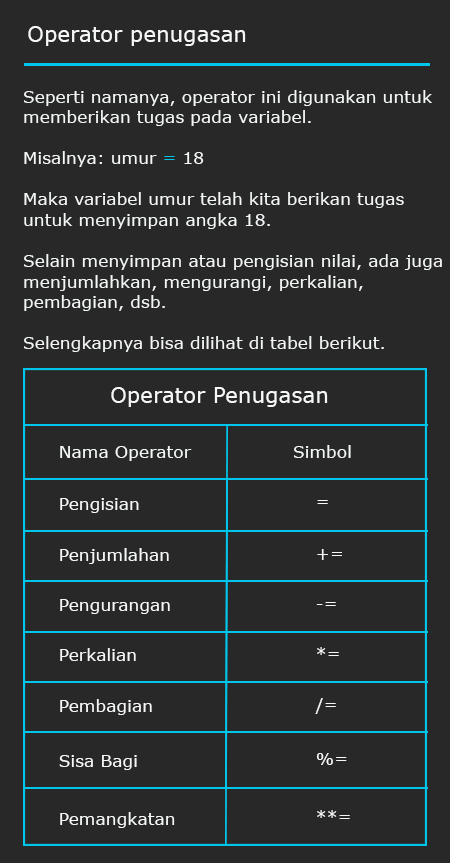 Operator penugasan
Seperti namanya, operator ini digunakan untuk
memberikan tugas pada variabel.
Misalnya: umur = 18
Maka variabel umur telah kita berikan tugas
untuk menyimpan angka 18.
Selain menyimpan atau pengisian nilai, ada juga
menjumlahkan, mengurangi, perkalian,
pembagian, dsb.
Selengkapnya bisa dilihat di tabel berikut.
Operator Penugasan
Nama Operator Simbol
Pengisian =
Penjumlahan +=
Pengurangan -=
Perkalian *=
Pembagian /=
Sisa Bagi %=
Pemangkatan **=